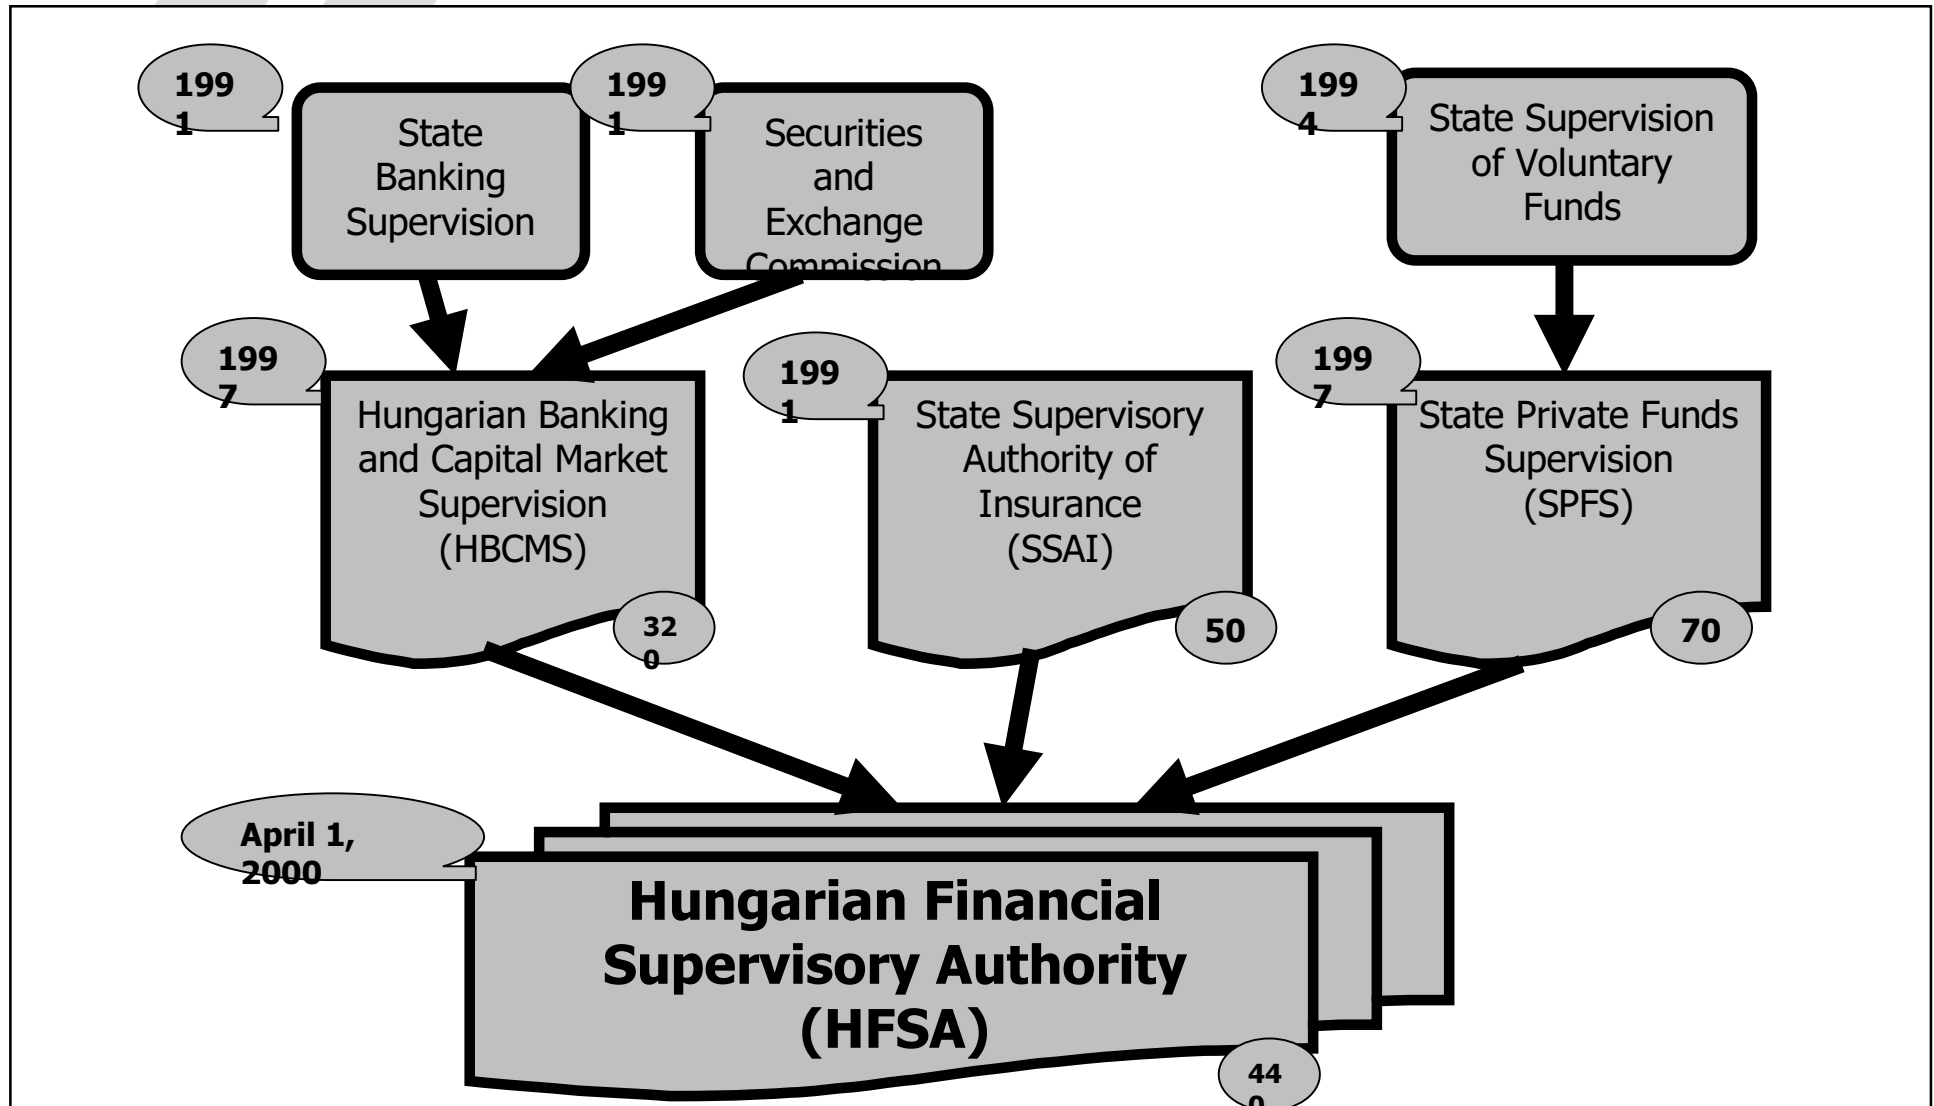 199
1
State
Banking
Supervision
199
1
Securities
and
Exchange
Commission
199
4
State Supervision
of Voluntary
Funds
199
7
Hungarian Banking
and Capital Market
Supervision
(HBCMS)
32
0
199
1
State Supervisory
Authority of
Insurance
(SSAI)
50
199
7
State Private Funds
Supervision
(SPFS)
70
April 1,
2000
Hungarian Financial
Supervisory Authority
(HFSA)
44
0